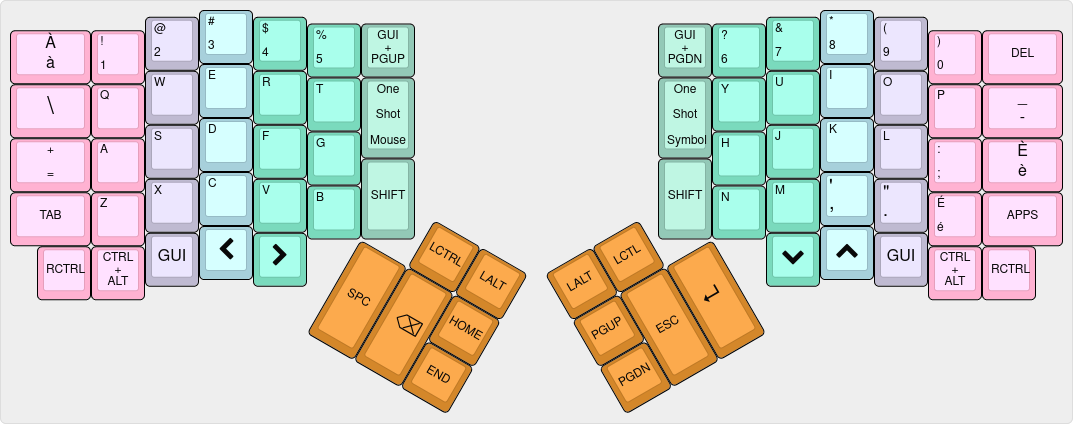 À
à
!
1
@
2
#
3
$
4
%
5
GUI
+
PGUP
\
Q
W
E
R
T
One
Shot
Mouse
+
=
A
S
D
F
G
TAB
Z
X
C
V
B
SHIFT
RCTRL
CTRL
+
ALT
GUI
<
>
SPC
LCTRL
LALT
HOME
END
GUI
+
PGDN
?
6
&
7
*
8
(
9
)
0
DEL
One
Shot
Symbol
Y
U
I
O
P
_
-
H
J
K
L
:
;
È
è
SHIFT
N
M
'
,
"
.
É
é
APPS
GUI
CTRL
+
ALT
RCTRL
LALT
LCTL
PGUP
ESC
PGDN